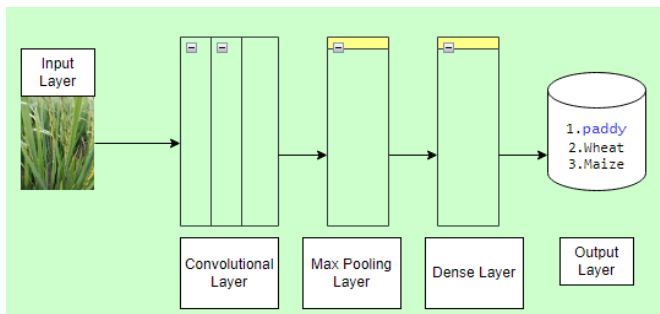 Input
Layer
1.paddy
2.Wheat
3.Maize
Convolutional
Layer
Max Pooling
Layer
Dense Layer
Output
Layer